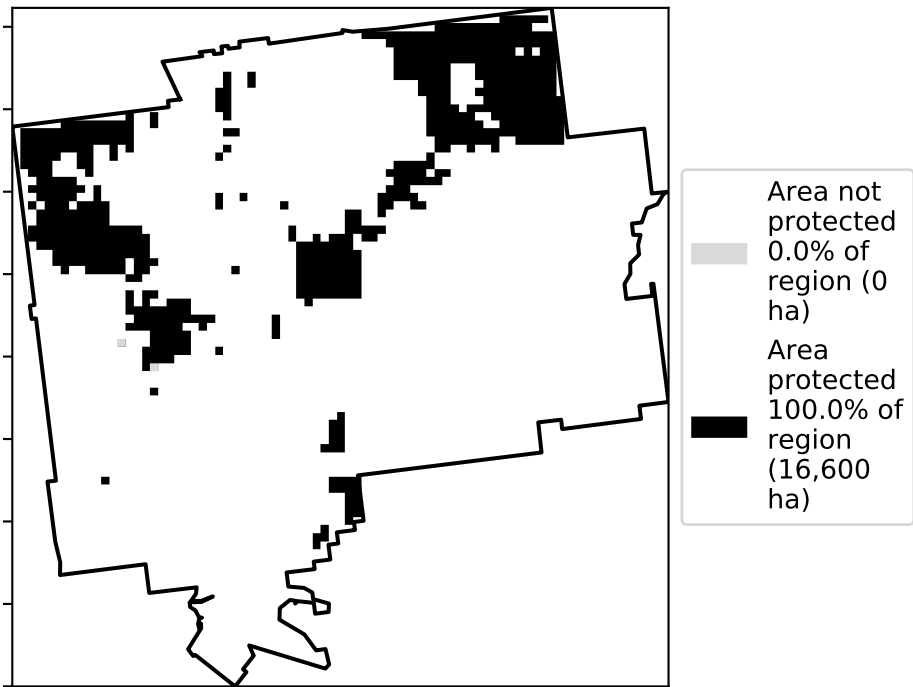 Area not
protected
0.0% of
region (0
ha)
Area
protected
100.0% of
region
(16,600
ha)